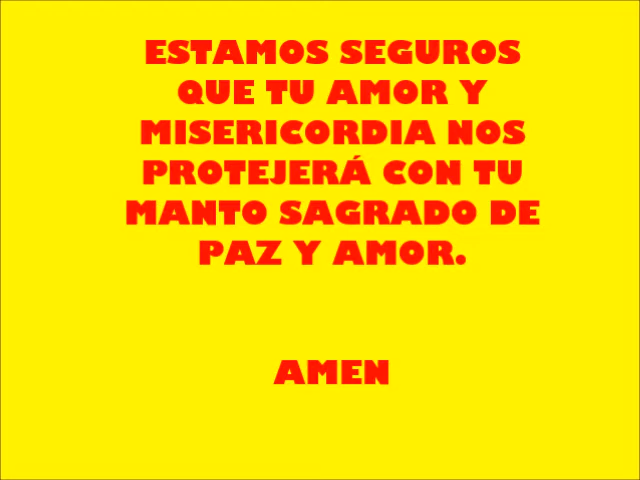 ESTAMOS SEGUROS
QUE TU AMOR Y
MISERICORDIA NOS
PROTEJERÁ CON TU
MANTO SAGRADO DE
PAZ Y AMOR.
AMEN